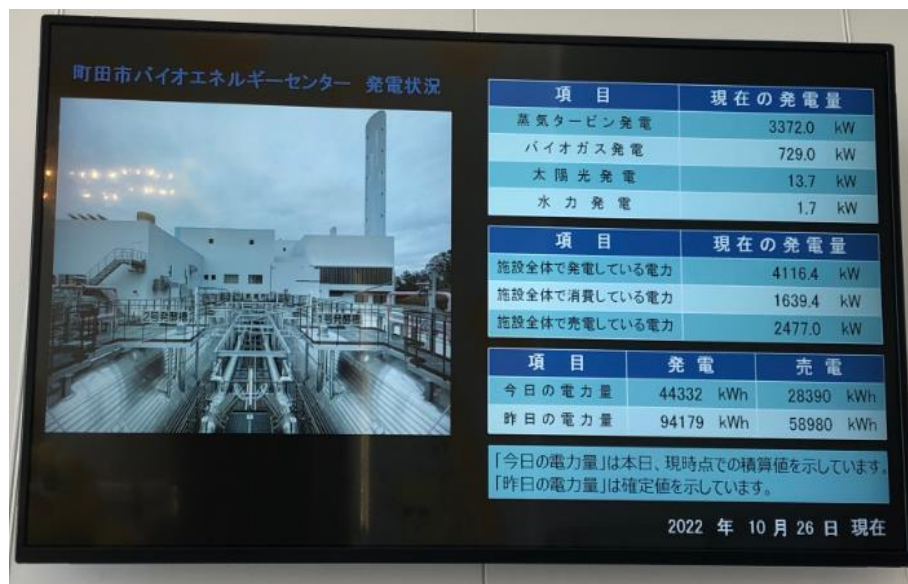 町田市バイオエネルギーセンター 発電状況
2号発酵槽
1号発酵槽
項 目 現在の発電量
蒸気タービン発電 3372.0 kW
バイオガス発電 729.0 kW
太陽光発電 13.7 kW
水力発電 1.7 kW
項 目 現在の発電量
施設全体で発電している電力 4116.4 kW
施設全体で消費している電力 1639.4 kW
施設全体で売電している電力 2477.0 kW
項 目 発 電 売 電
今日の電力量 44332 kWh 28390 kWh
昨日の電力量 94179 kWh 58980 kWh
「今日の電力量」は本日、現時点での積算値を示しています。
「昨日の電力量」は確定値を示しています。
2022 年 10 月 26 日 現在